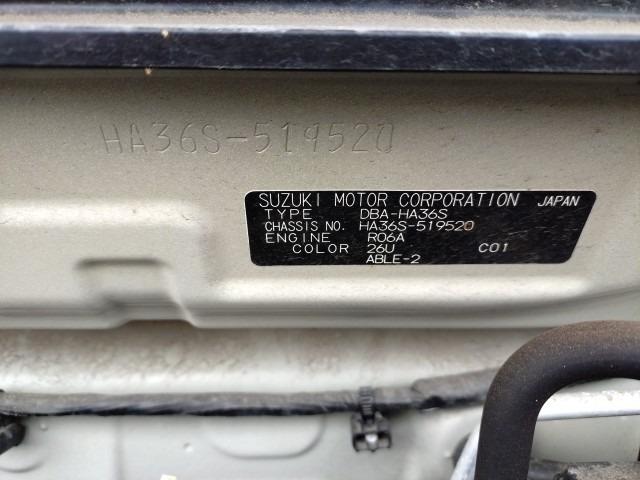 HA36S-519520
SUZUKI MOTOR CORPORATION JAPAN
TYPE DBA-HA36S
CHASSIS NO. HA36S-519520
ENGINE R06A
COLOR 26U C01
ABLE-2